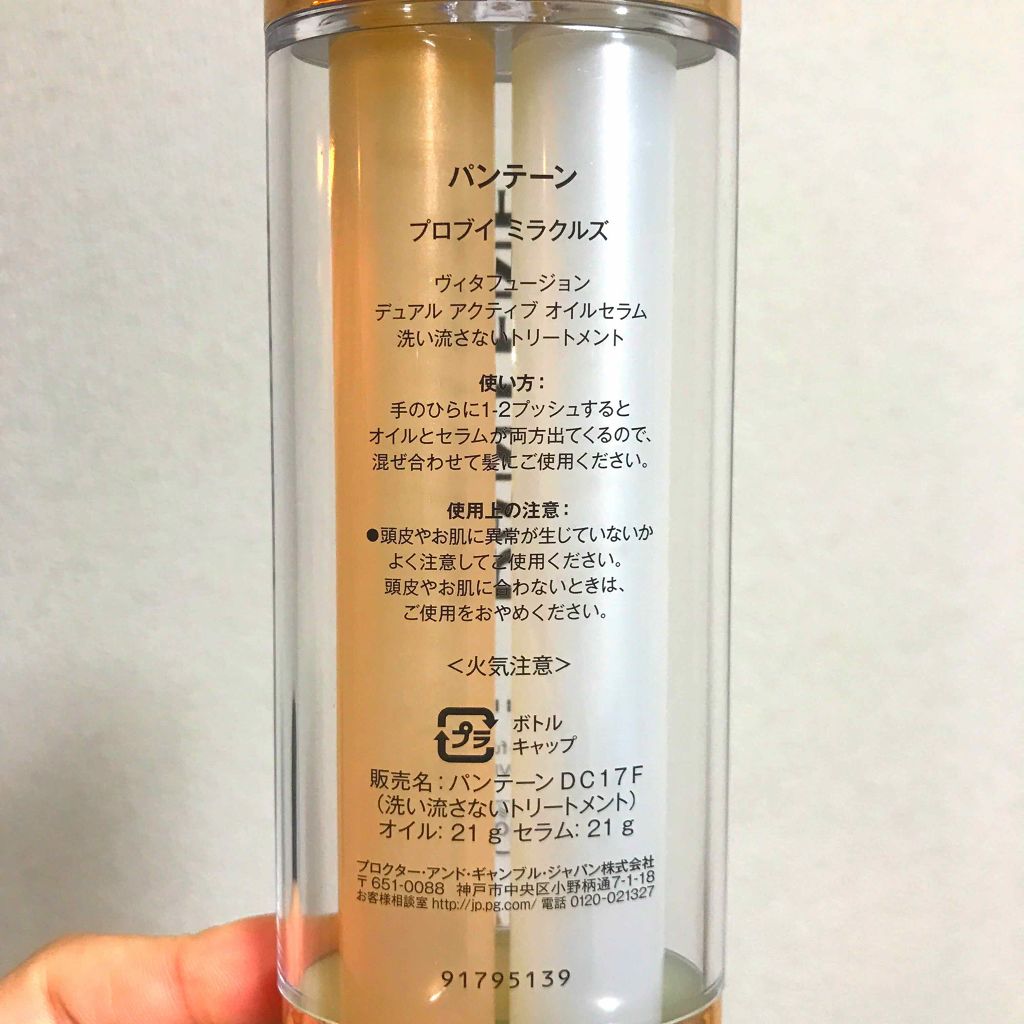 パンテーン
プロブイ ミラクルズ
ヴィタフュージョン
デュアル アクティブ オイルセラム
洗い流さないトリートメント
使い方：
手のひらに1-2プッシュすると
オイルとセラムが両方出てくるので、
混ぜ合わせて髪にご使用ください。
使用上の注意：
●頭皮やお肌に異常が生じていないか
よく注意してご使用ください。
頭皮やお肌に合わないときは、
ご使用をおやめください。
＜火気注意＞
プラ ボトル
キャップ
販売名：パンテーンＤＣ１７Ｆ
（洗い流さないトリートメント）
オイル: 21 g セラム: 21 g
プロクター・アンド・ギャンブル・ジャパン株式会社
〒651-0088 神戸市中央区小野柄通7-1-18
お客様相談室 http://jp.pg.com/ 電話 0120-021327
91795139